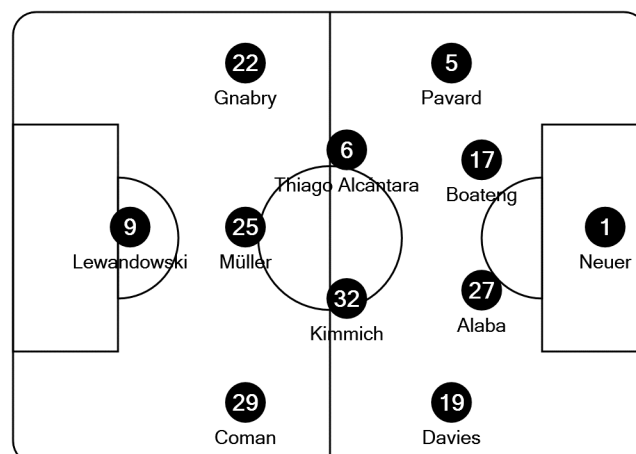 22
Gnabry
5
Pavard
6
Thiago Alcántara
17
Boateng
9
Lewandowski
25
Müller
1
Neuer
32
Kimmich
27
Alaba
29
Coman
19
Davies